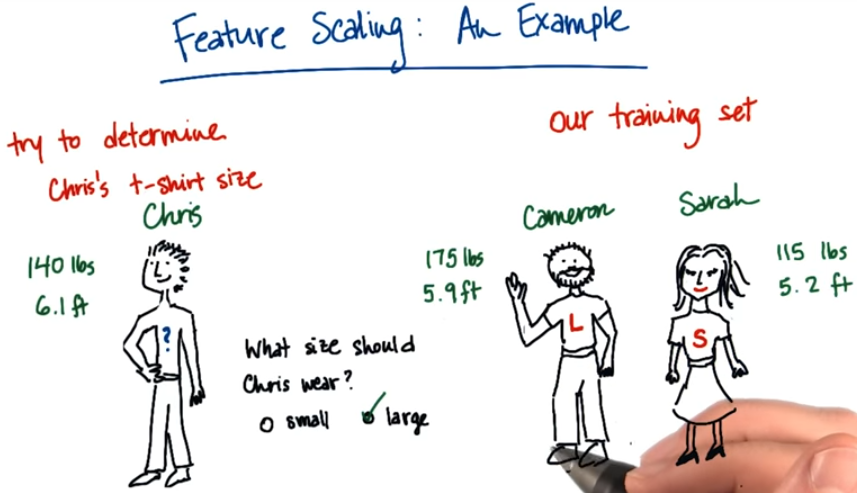 Feature Scaling: An Example
try to determine
Chris's t-shirt size
Chris
140 lbs
6.1 ft
?
What size should
Chris wear?
small large
our training set
Cameron
175 lbs
5.9 ft
L
Sarah
115 lbs
5.2 ft
S